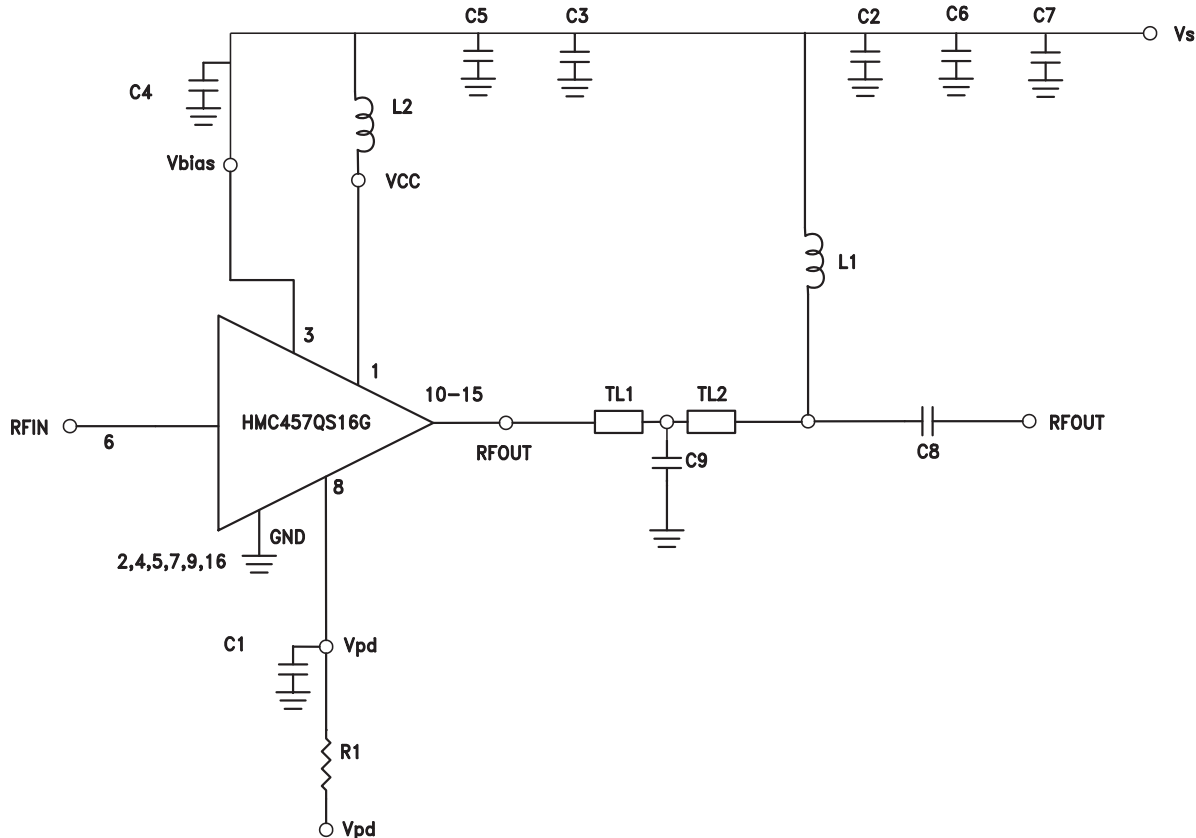 C5
C3
C2
C6
C7
Vs
C4
L2
Vbias
VCC
L1
3
1
10-15
TL1
TL2
RFIN
6
HMC457QS16G
RFOUT
C9
C8
RFOUT
8
GND
2,4,5,7,9,16
C1
Vpd
R1
Vpd